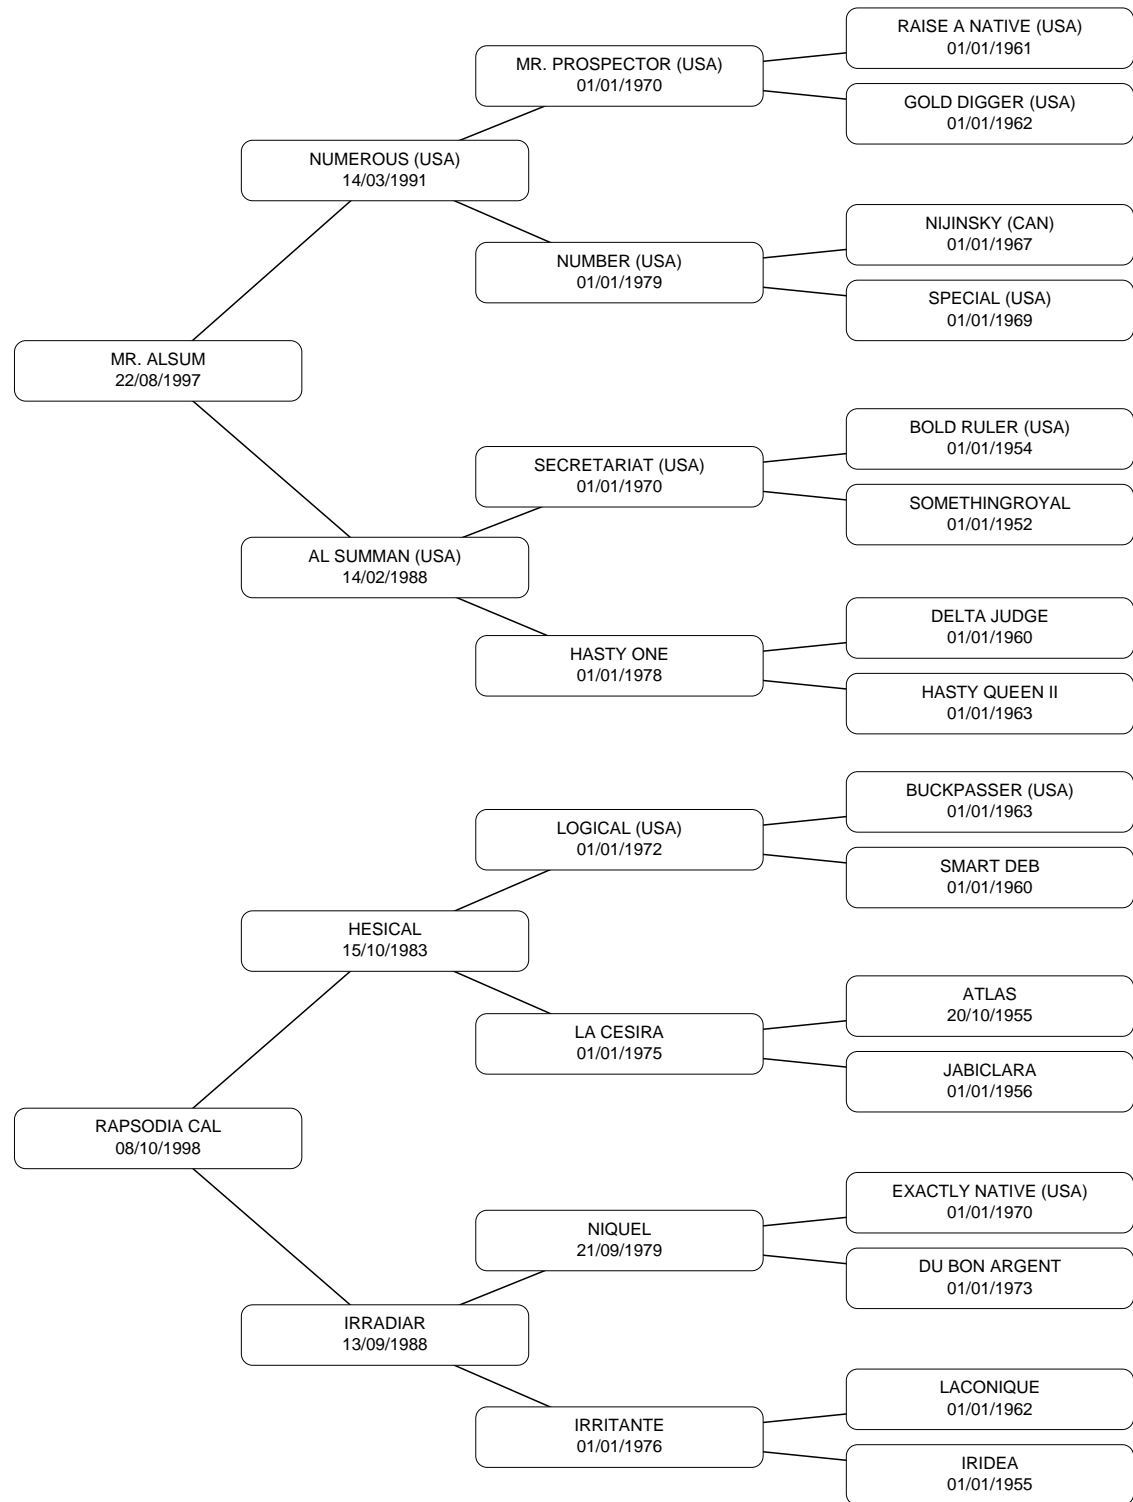 RAISE A NATIVE (USA)
01/01/1961
MR. PROSPECTOR (USA)
01/01/1970
GOLD DIGGER (USA)
01/01/1962
NUMEROUS (USA)
14/03/1991
NIJINSKY (CAN)
01/01/1967
NUMBER (USA)
01/01/1979
SPECIAL (USA)
01/01/1969
MR. ALSUM
22/08/1997
BOLD RULER (USA)
01/01/1954
SECRETARIAT (USA)
01/01/1970
SOMETHINGROYAL
01/01/1952
AL SUMMAN (USA)
14/02/1988
DELTA JUDGE
01/01/1960
HASTY ONE
01/01/1978
HASTY QUEEN II
01/01/1963
BUCKPASSER (USA)
01/01/1963
LOGICAL (USA)
01/01/1972
SMART DEB
01/01/1960
HESICAL
15/10/1983
ATLAS
20/10/1955
LA CESIRA
01/01/1975
JABICLARA
01/01/1956
RAPSODIA CAL
08/10/1998
EXACTLY NATIVE (USA)
01/01/1970
NIQUEL
21/09/1979
DU BON ARGENT
01/01/1973
IRRADIAR
13/09/1988
LACONIQUE
01/01/1962
IRRITANTE
01/01/1976
IRIDEA
01/01/1955